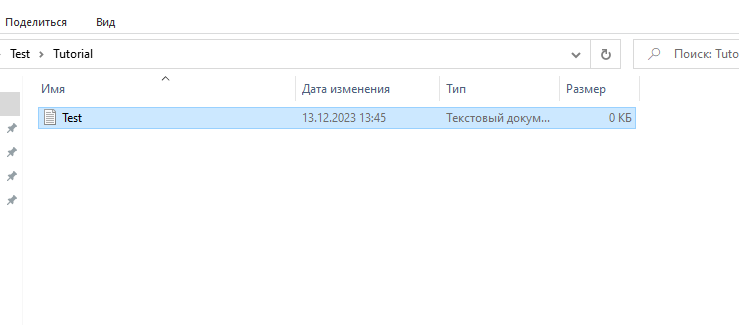 Поделиться Вид
Test Tutorial Поиск: Tuto
Имя Дата изменения Тип Размер
Test 13.12.2023 13:45 Текстовый докум... 0 КБ